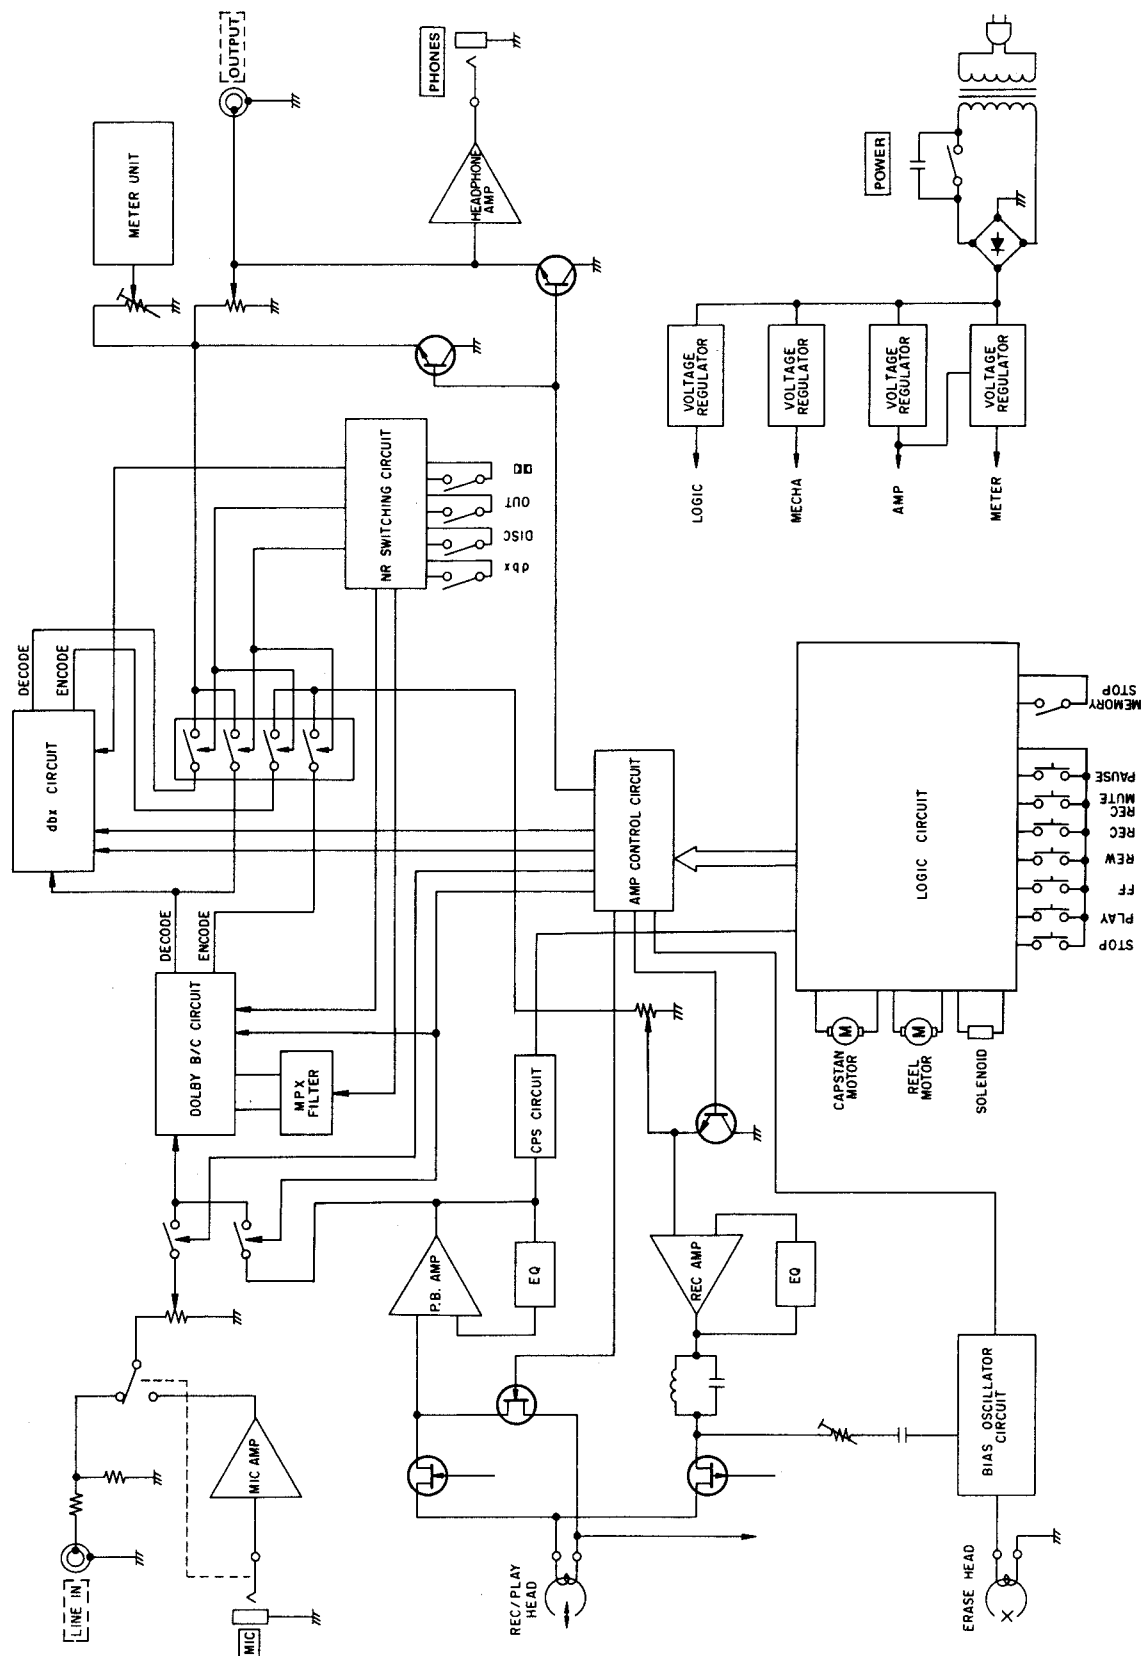 LINE IN
MIC
MIC AMP
REC/PLAY
HEAD
ERASE HEAD
BIAS OSCILLATOR
CIRCUIT
P.B. AMP
EQ
REC AMP
EQ
CPS CIRCUIT
DOLBY B/C CIRCUIT
MPX
FILTER
DECODE
ENCODE
dbx CIRCUIT
DECODE
ENCODE
AMP CONTROL CIRCUIT
NR SWITCHING CIRCUIT
dbx
DISC
OUT
METER UNIT
OUTPUT
HEADPHONE
AMP
PHONES
CAPSTAN
MOTOR
M
REEL
MOTOR
M
SOLENOID
LOGIC CIRCUIT
STOP
PLAY
FF
REW
REC
REC
MUTE
PAUSE
MEMORY
STOP
LOGIC
VOLTAGE
REGULATOR
MECHA
VOLTAGE
REGULATOR
AMP
VOLTAGE
REGULATOR
METER
VOLTAGE
REGULATOR
POWER